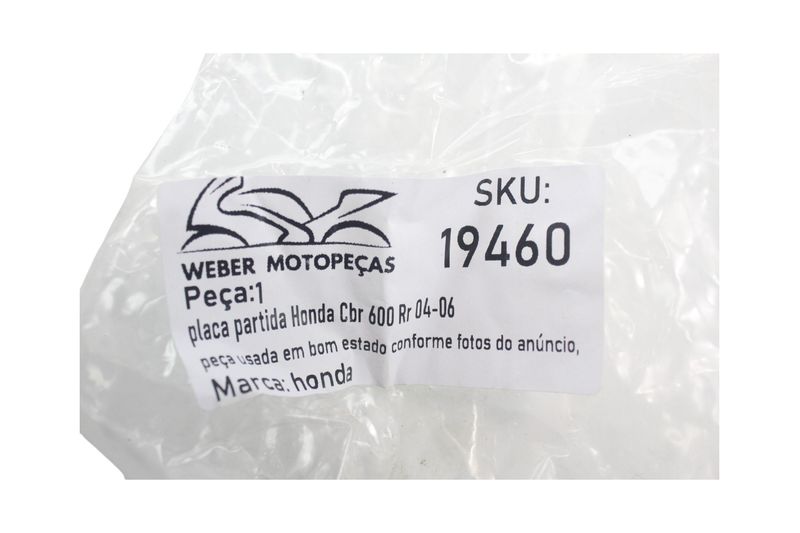 SKU:
19460
WEBER MOTOPEÇAS
Peça:1
placa partida Honda Cbr 600 Rr 04-06
peça usada em bom estado conforme fotos do anúncio,
Marca: honda